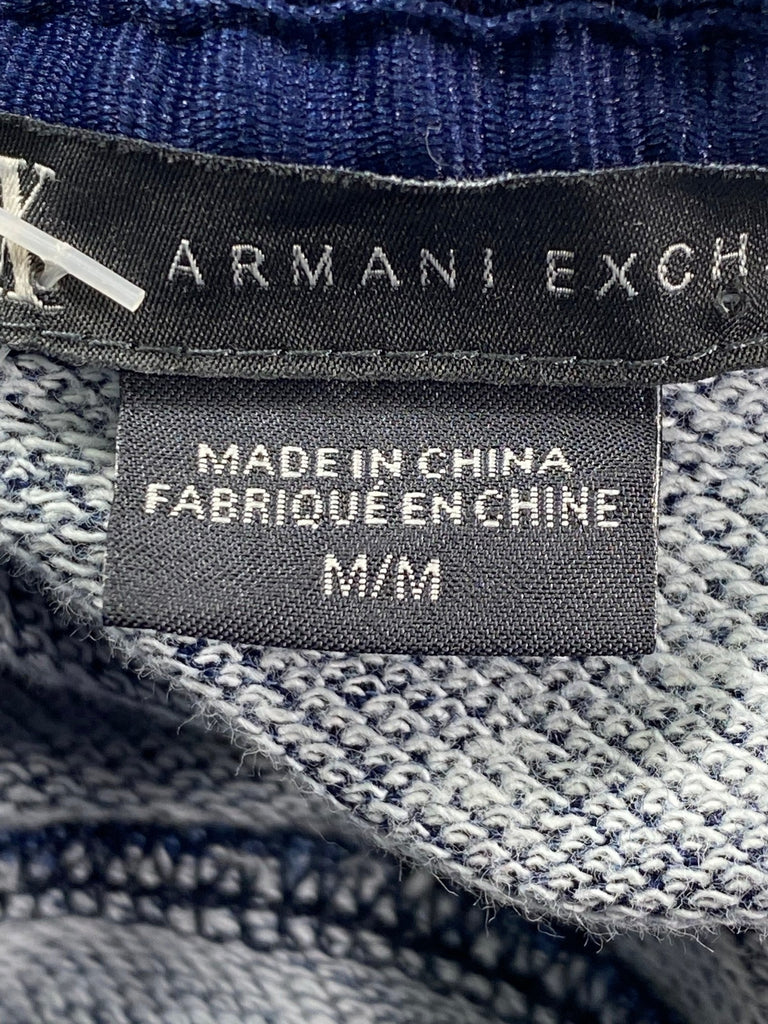 X ARMANI EXCH
MADE IN CHINA
FABRIQUÉ EN CHINE
M/M